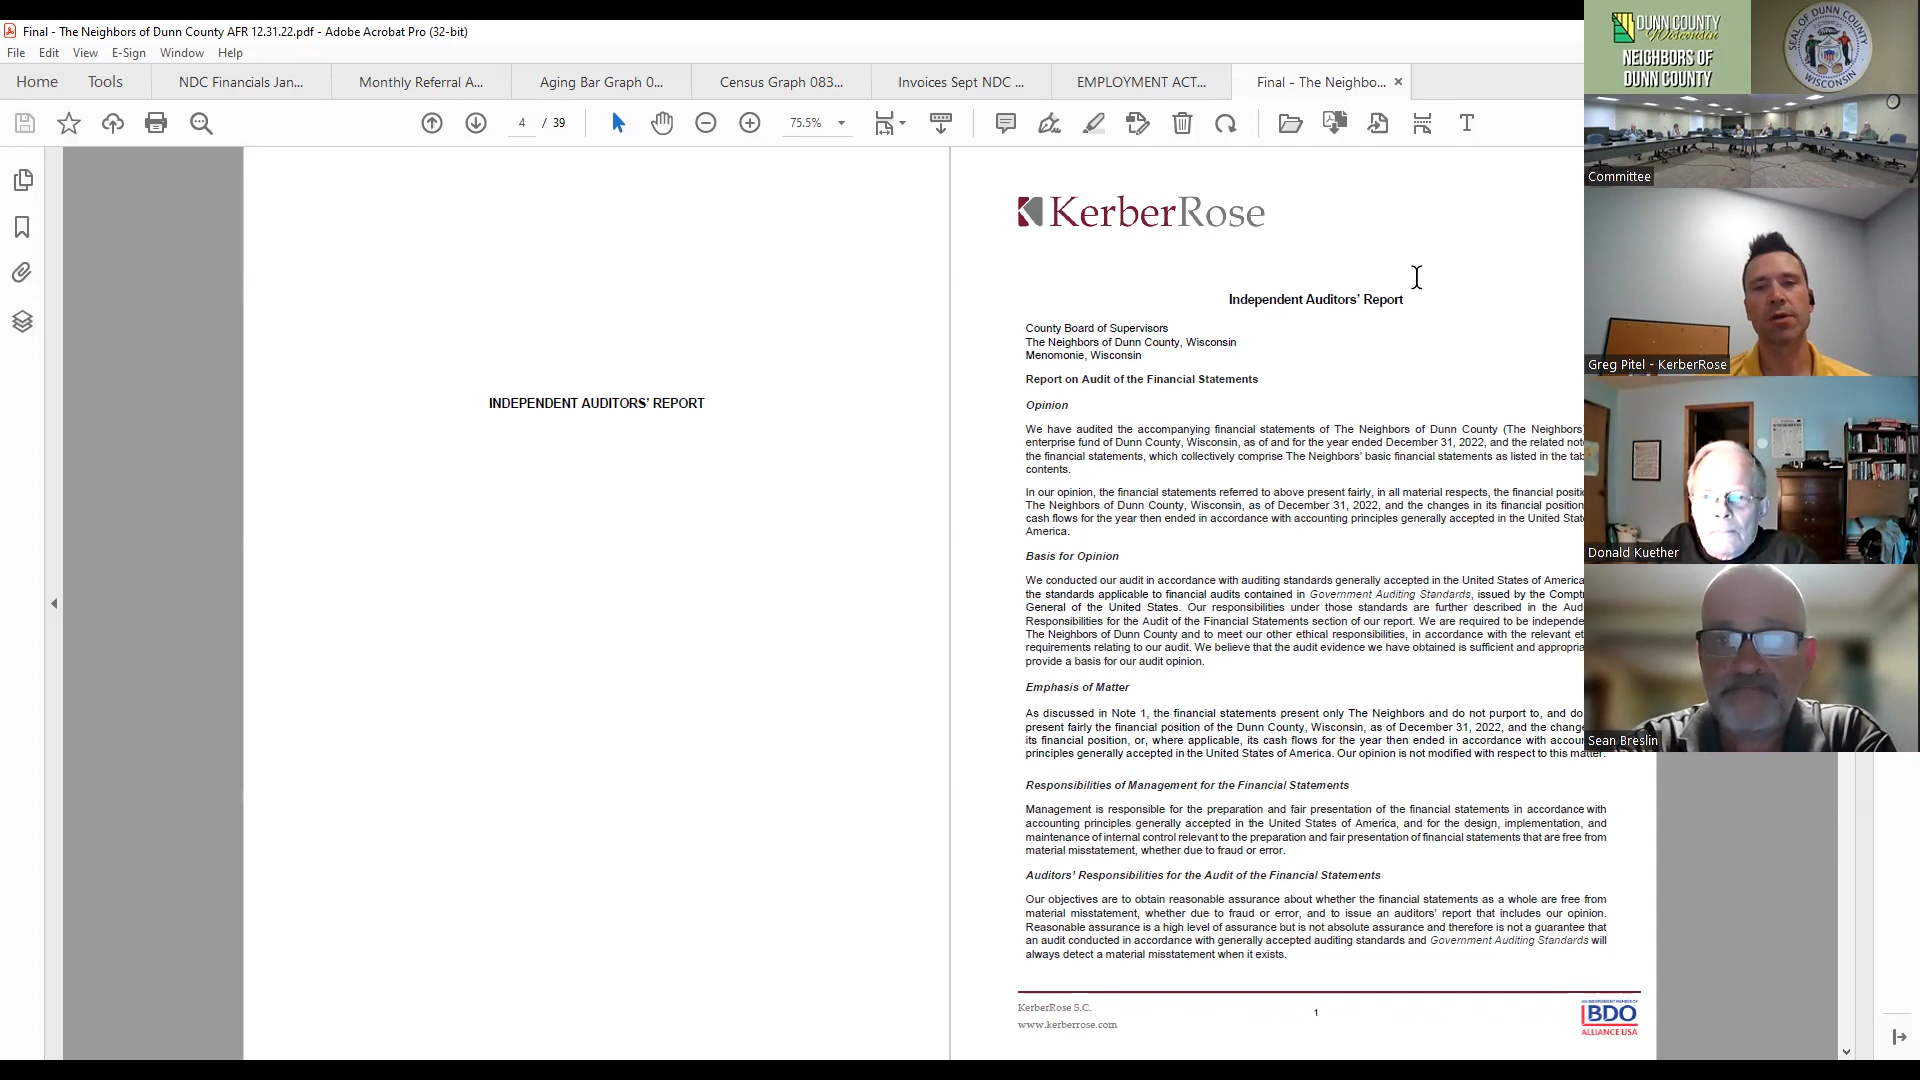 Final - The Neighbors of Dunn County AFR 12.31.22.pdf - Adobe Acrobat Pro (32-bit)
File Edit View E-Sign Window Help
Home Tools NDC Financials Jan... Monthly Referral A... Aging Bar Graph 0... Census Graph 083... Invoices Sept NDC ... EMPLOYMENT ACT... Final - The Neighbo...
4 / 39 75.5%
DUNN COUNTY
Wisconsin
NEIGHBORS OF
DUNN COUNTY
SEAL OF DUNN COUNTY
WISCONSIN
Committee
Greg Pitel - KerberRose
Donald Kuether
Sean Breslin
INDEPENDENT AUDITORS' REPORT
KerberRose
Independent Auditors' Report
County Board of Supervisors
The Neighbors of Dunn County, Wisconsin
Menomonie, Wisconsin
Report on Audit of the Financial Statements
Opinion
We have audited the accompanying financial statements of The Neighbors of Dunn County (The Neighbors)
enterprise fund of Dunn County, Wisconsin, as of and for the year ended December 31, 2022, and the related
the financial statements, which collectively comprise The Neighbors' basic financial statements as listed in the
contents.
In our opinion, the financial statements referred to above present fairly, in all material respects, the financial
The Neighbors of Dunn County, Wisconsin, as of December 31, 2022, and the changes in its financial position
cash flows for the year then ended in accordance with accounting principles generally accepted in the United
America.
Basis for Opinion
We conducted our audit in accordance with auditing standards generally accepted in the United States of America
the standards applicable to financial audits contained in Government Auditing Standards, issued by the
General of the United States. Our responsibilities under those standards are further described in the
Responsibilities for the Audit of the Financial Statements section of our report. We are required to be
The Neighbors of Dunn County and to meet our other ethical responsibilities, in accordance with the relevant
requirements relating to our audit. We believe that the audit evidence we have obtained is sufficient and
provide a basis for our audit opinion.
Emphasis of Matter
As discussed in Note 1, the financial statements present only The Neighbors and do not purport to, and do
present fairly the financial position of the Dunn County, Wisconsin, as of December 31, 2022, and the
its financial position, or, where applicable, its cash flows for the year then ended in accordance with
principles generally accepted in the United States of America. Our opinion is not modified with respect to this matter.
Responsibilities of Management for the Financial Statements
Management is responsible for the preparation and fair presentation of the financial statements in accordance with
accounting principles generally accepted in the United States of America, and for the design, implementation, and
maintenance of internal control relevant to the preparation and fair presentation of financial statements that are free from
material misstatement, whether due to fraud or error.
Auditors' Responsibilities for the Audit of the Financial Statements
Our objectives are to obtain reasonable assurance about whether the financial statements as a whole are free from
material misstatement, whether due to fraud or error, and to issue an auditors' report that includes our opinion.
Reasonable assurance is a high level of assurance but is not absolute assurance and therefore is not a guarantee that
an audit conducted in accordance with generally accepted auditing standards and Government Auditing Standards will
always detect a material misstatement when it exists.
KerberRose S.C.
www.kerberrose.com
1
BDO
ALLIANCE USA